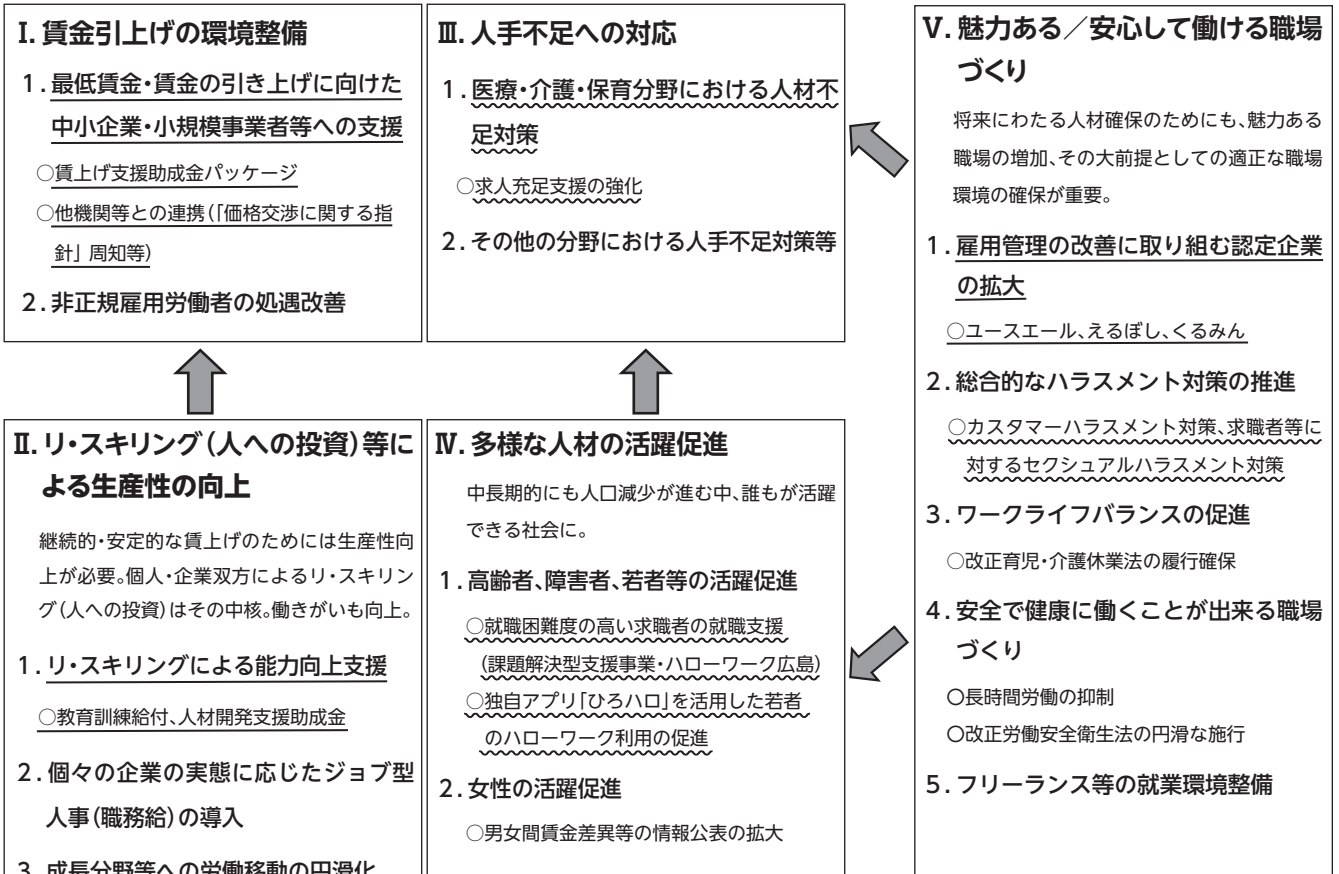 Ⅰ. 賃金引上げの環境整備
１. 最低賃金・賃金の引き上げに向けた
中小企業・小規模事業者等への支援
○賃上げ支援助成金パッケージ
○他機関等との連携（「価格交渉に関する指
針」周知等）
２. 非正規雇用労働者の処遇改善
Ⅱ. リ・スキリング（人への投資）等に
よる生産性の向上
継続的・安定的な賃上げのためには生産性向
上が必要。個人・企業双方によるリ・スキリン
グ（人への投資）はその中核。働きがいも向上。
１. リ・スキリングによる能力向上支援
○教育訓練給付、人材開発支援助成金
２. 個々の企業の実態に応じたジョブ型
人事（職務給）の導入
３. 成長分野等への労働移動の円滑化
Ⅲ. 人手不足への対応
１. 医療・介護・保育分野における人材不
足対策
○求人充足支援の強化
２. その他の分野における人手不足対策等
Ⅳ. 多様な人材の活躍促進
中長期的にも人口減少が進む中、誰もが活躍
できる社会に。
１. 高齢者、障害者、若者等の活躍促進
○就職困難度の高い求職者の就職支援
（課題解決型支援事業・ハローワーク広島）
○独自アプリ「ひろハロ」を活用した若者
のハローワーク利用の促進
２. 女性の活躍促進
○男女間賃金差異等の情報公表の拡大
Ⅴ. 魅力ある／安心して働ける職場
づくり
将来にわたる人材確保のためにも、魅力ある
職場の増加、その大前提としての適正な職場
環境の確保が重要。
１. 雇用管理の改善に取り組む認定企業
の拡大
○ユースエール、えるぼし、くるみん
２. 総合的なハラスメント対策の推進
○カスタマーハラスメント対策、求職者等に
対するセクシュアルハラスメント対策
３. ワークライフバランスの促進
○改正育児・介護休業法の履行確保
４. 安全で健康に働くことが出来る職場
づくり
○長時間労働の抑制
○改正労働安全衛生法の円滑な施行
５. フリーランス等の就業環境整備